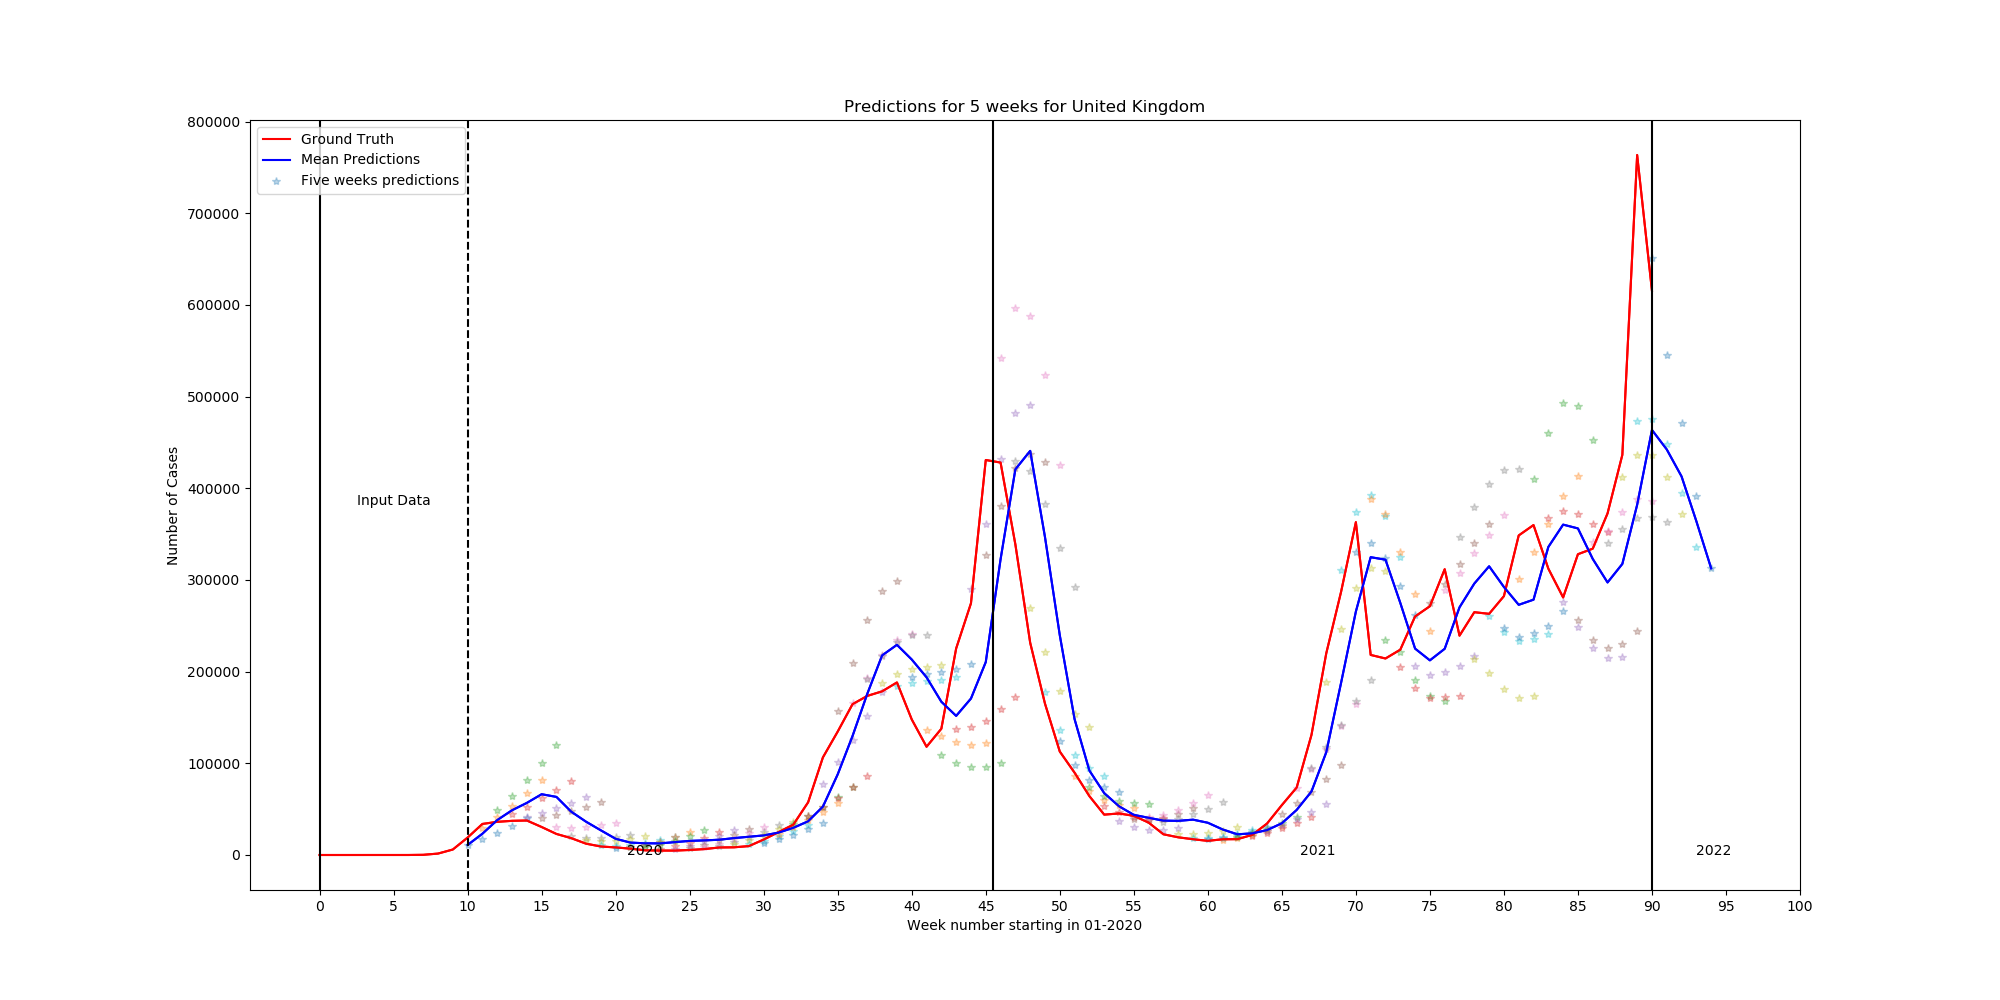 Predictions for 5 weeks for United Kingdom
800000
700000
600000
500000
400000
300000
200000
100000
0
Number of Cases
Ground Truth
Mean Predictions
Five weeks predictions
Input Data
2020
2021
2022
0 5 10 15 20 25 30 35 40 45 50 55 60 65 70 75 80 85 90 95 100
Week number starting in 01-2020